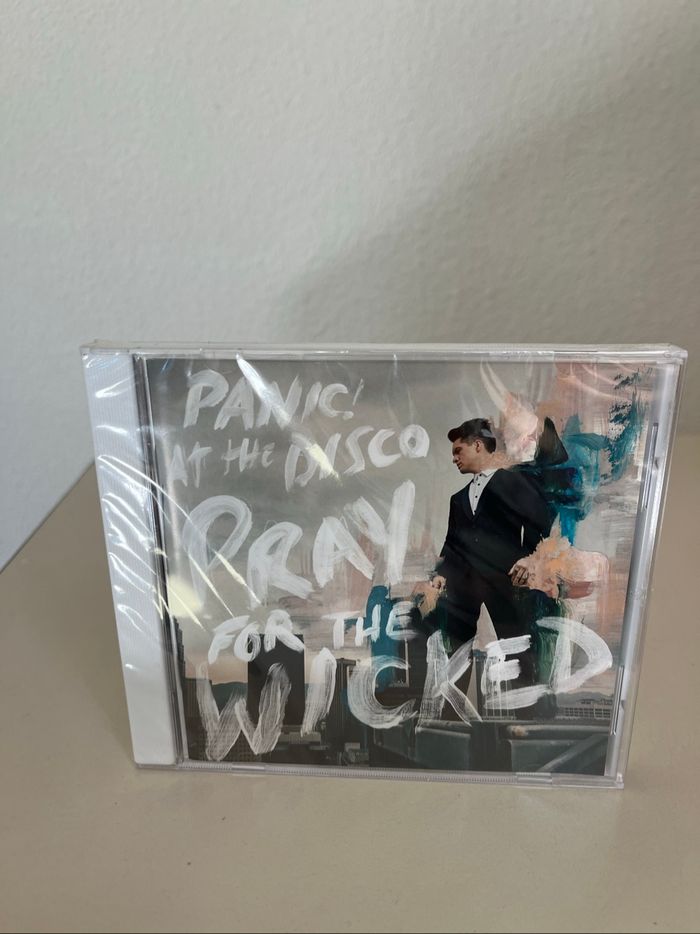 PANIC!
AT THE DISCO
PRAY
FOR THE
WICKED